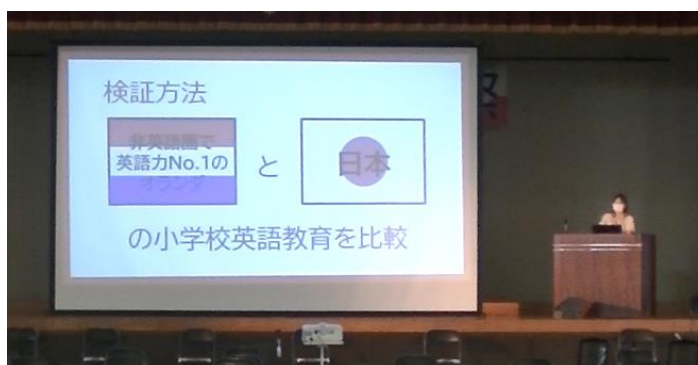 検証方法
非英語圏で
英語力No.1の
オランダ
と
日本
の小学校英語教育を比較